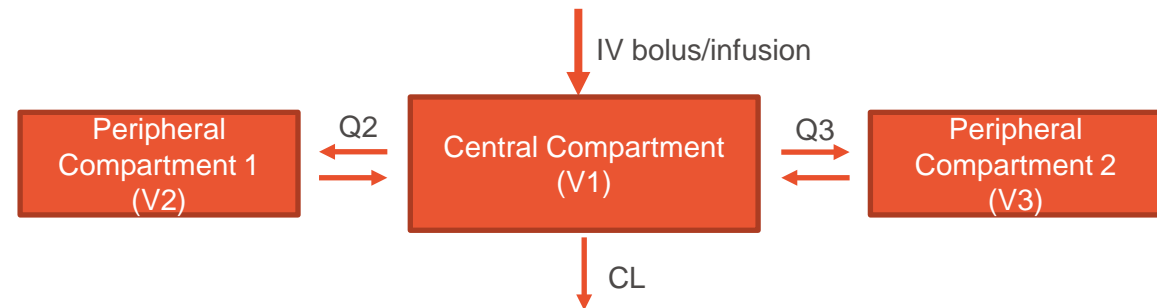 IV bolus/infusion
Peripheral
Compartment 1
(V2)
Q2
Central Compartment
(V1)
Q3
Peripheral
Compartment 2
(V3)
CL